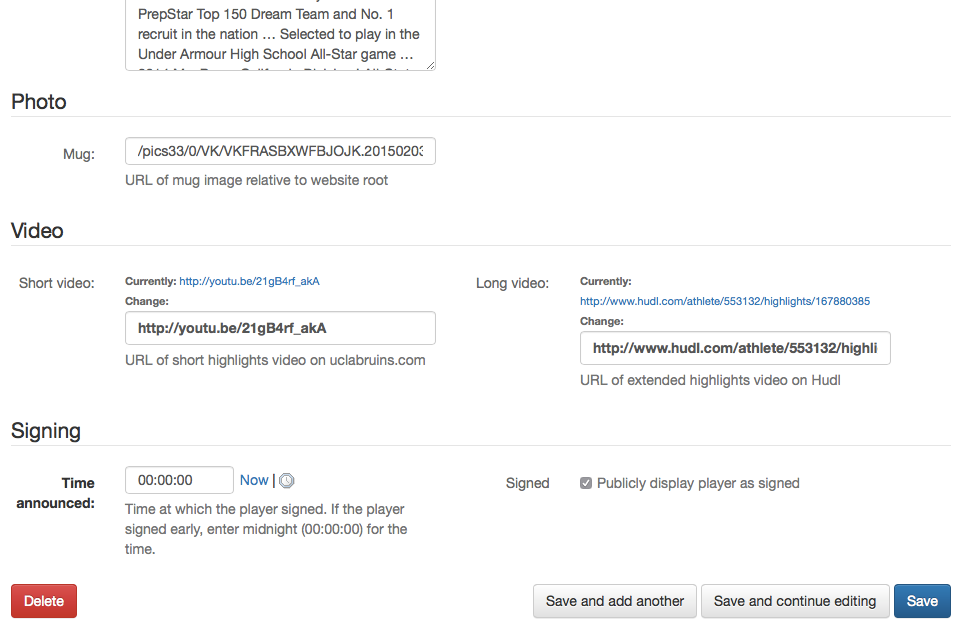 PrepStar Top 150 Dream Team and No. 1
recruit in the nation … Selected to play in the
Under Armour High School All-Star game …
Photo
Mug:
/pics33/0/VK/VKFRASBXWFBJOJK.20150203
URL of mug image relative to website root
Video
Short video:
Currently: http://youtu.be/21gB4rf_akA
Change:
http://youtu.be/21gB4rf_akA
URL of short highlights video on uclabruins.com
Long video:
Currently:
http://www.hudl.com/athlete/553132/highlights/167880385
Change:
http://www.hudl.com/athlete/553132/highli
URL of extended highlights video on Hudl
Signing
Time
announced:
00:00:00
Now |
Time at which the player signed. If the player
signed early, enter midnight (00:00:00) for the
time.
Signed
Publicly display player as signed
Delete
Save and add another
Save and continue editing
Save